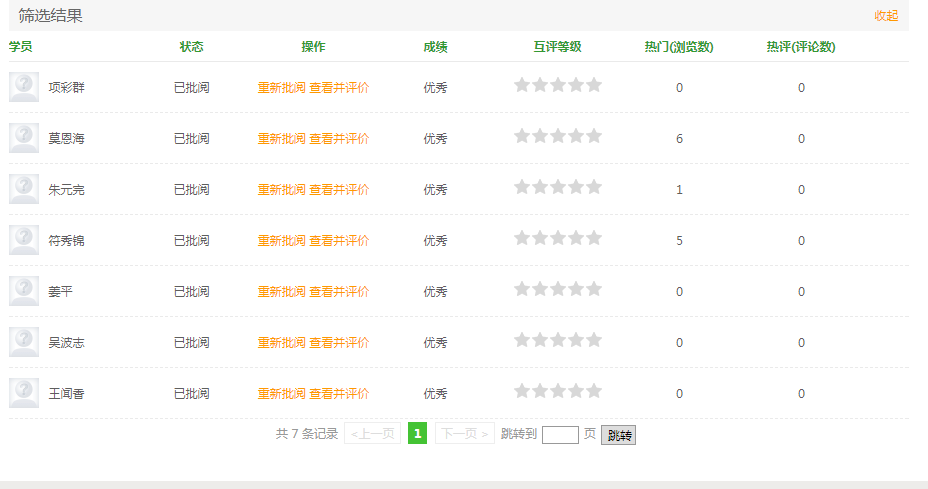 筛选结果 收起
学员 状态 操作 成绩 互评等级 热门(浏览数) 热评(评论数)
项彩群 已批阅 重新批阅 查看并评价 优秀 0 0
莫恩海 已批阅 重新批阅 查看并评价 优秀 6 0
朱元完 已批阅 重新批阅 查看并评价 优秀 1 0
符秀锦 已批阅 重新批阅 查看并评价 优秀 5 0
姜平 已批阅 重新批阅 查看并评价 优秀 0 0
吴波志 已批阅 重新批阅 查看并评价 优秀 0 0
王闻香 已批阅 重新批阅 查看并评价 优秀 0 0
共 7 条记录 <上一页 1 下一页 > 跳转到 页 跳转